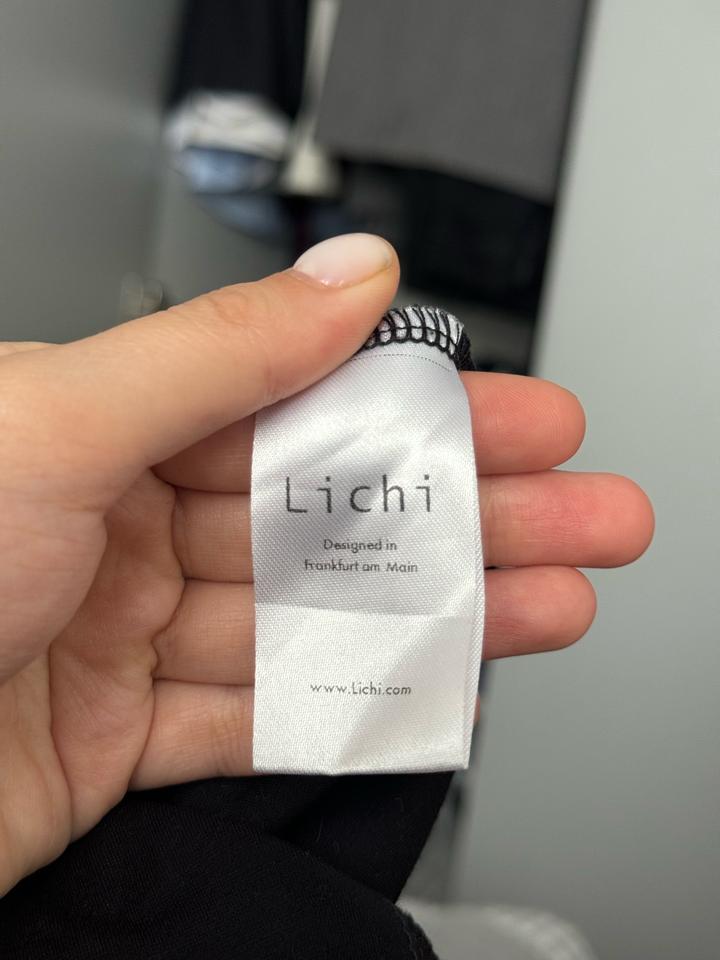 Lichi
Designed in
Frankfurt am Main
www.Lichi.com